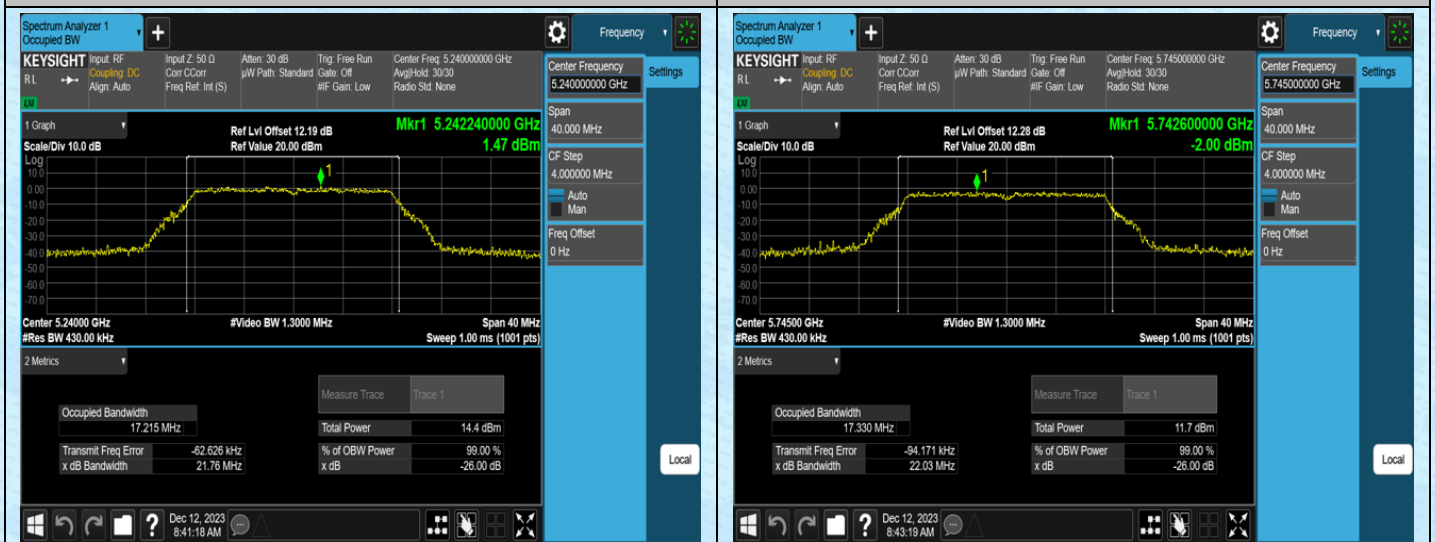 Spectrum Analyzer 1
Occupied BW
+
Frequency
KEYSIGHT
R L
Input: RF
Coupling: DC
Align: Auto
Input Z: 50 Ω
Corr CCorr
Freq Ref: Int (S)
Atten: 30 dB
µW Path: Standard
Trig: Free Run
Gate: Off
#IF Gain: Low
Center Freq: 5.240000000 GHz
Avg|Hold: 30/30
Radio Std: None
Center Frequency
5.240000000 GHz
Settings
Span
40.000 MHz
CF Step
4.000000 MHz
Auto
Man
Freq Offset
0 Hz
Local
1 Graph
Scale/Div 10.0 dB
Ref Lvl Offset 12.19 dB
Ref Value 20.00 dBm
Mkr1 5.242240000 GHz
1.47 dBm
Log
10.0
0.00
-10.0
-20.0
-30.0
-40.0
-50.0
-60.0
-70.0
1
Center 5.24000 GHz
#Res BW 430.00 kHz
#Video BW 1.3000 MHz
Span 40 MHz
Sweep 1.00 ms (1001 pts)
2 Metrics
Measure Trace Trace 1
Occupied Bandwidth
17.215 MHz
Total Power 14.4 dBm
Transmit Freq Error -62.626 kHz
% of OBW Power 99.00 %
x dB Bandwidth 21.76 MHz
x dB -26.00 dB
?
Dec 12, 2023
8:41:18 AM
Spectrum Analyzer 1
Occupied BW
+
Frequency
KEYSIGHT
R L
Input: RF
Coupling: DC
Align: Auto
Input Z: 50 Ω
Corr CCorr
Freq Ref: Int (S)
Atten: 30 dB
µW Path: Standard
Trig: Free Run
Gate: Off
#IF Gain: Low
Center Freq: 5.745000000 GHz
Avg|Hold: 30/30
Radio Std: None
Center Frequency
5.745000000 GHz
Settings
Span
40.000 MHz
CF Step
4.000000 MHz
Auto
Man
Freq Offset
0 Hz
Local
1 Graph
Scale/Div 10.0 dB
Ref Lvl Offset 12.28 dB
Ref Value 20.00 dBm
Mkr1 5.742600000 GHz
-2.00 dBm
Log
10.0
0.00
-10.0
-20.0
-30.0
-40.0
-50.0
-60.0
-70.0
1
Center 5.74500 GHz
#Res BW 430.00 kHz
#Video BW 1.3000 MHz
Span 40 MHz
Sweep 1.00 ms (1001 pts)
2 Metrics
Measure Trace Trace 1
Occupied Bandwidth
17.330 MHz
Total Power 11.7 dBm
Transmit Freq Error -94.171 kHz
% of OBW Power 99.00 %
x dB Bandwidth 22.03 MHz
x dB -26.00 dB
?
Dec 12, 2023
8:43:19 AM